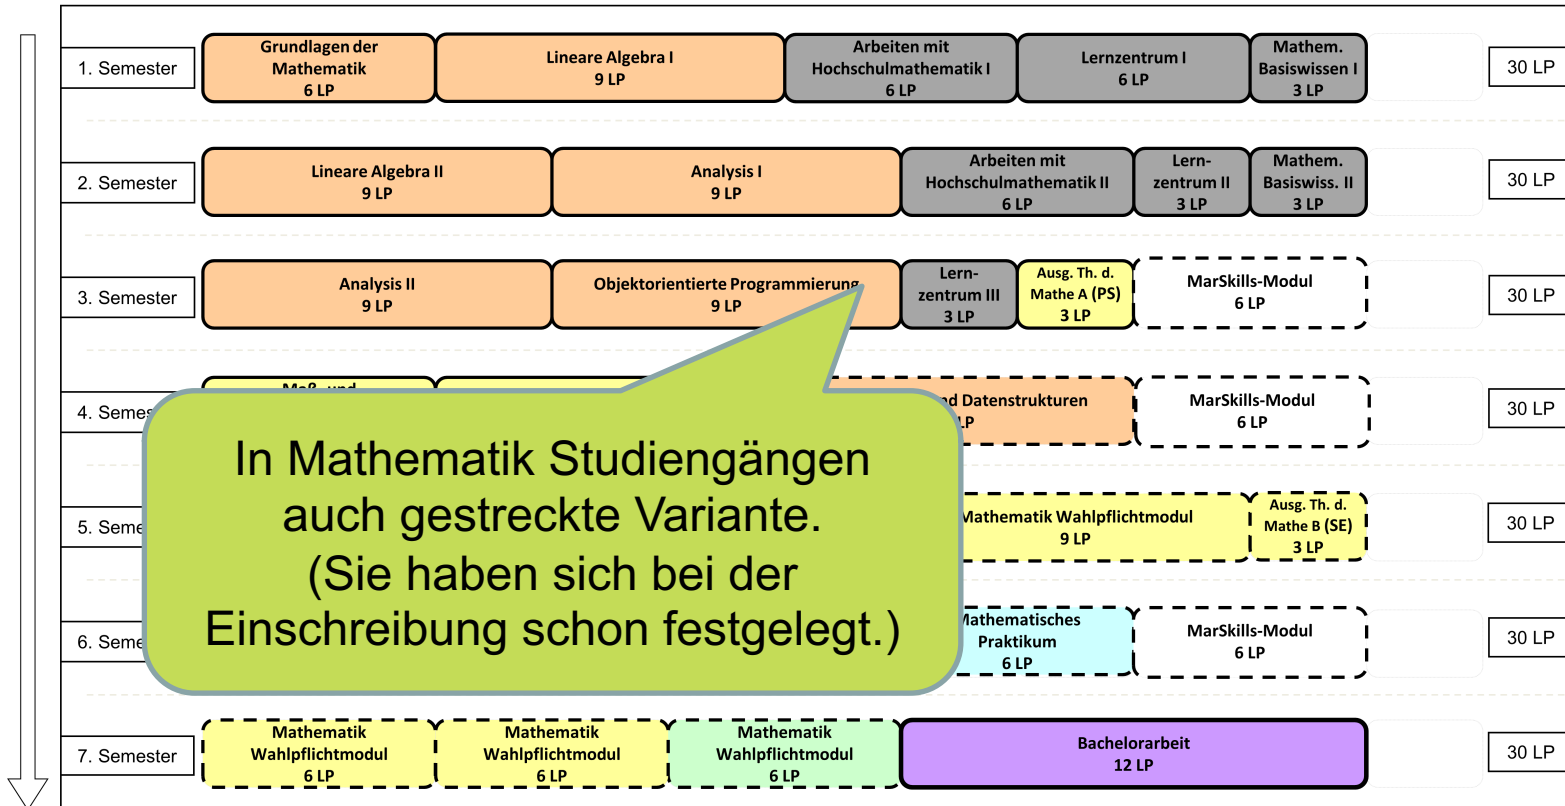 1. Semester
Grundlagen der
Mathematik
6 LP
Lineare Algebra I
9 LP
Arbeiten mit
Hochschulmathematik I
6 LP
Lernzentrum I
6 LP
Mathem.
Basiswissen I
3 LP
30 LP
2. Semester
Lineare Algebra II
9 LP
Analysis I
9 LP
Arbeiten mit
Hochschulmathematik II
6 LP
Lern-
zentrum II
3 LP
Mathem.
Basiswiss. II
3 LP
30 LP
3. Semester
Analysis II
9 LP
Objektorientierte Programmierung
9 LP
Lern-
zentrum III
3 LP
Ausg. Th. d.
Mathe A (PS)
3 LP
MarSkills-Modul
6 LP
30 LP
4. Semes
Maß- und
nd Datenstrukturen
LP
MarSkills-Modul
6 LP
30 LP
In Mathematik Studiengängen
auch gestreckte Variante.
(Sie haben sich bei der
Einschreibung schon festgelegt.)
5. Seme
Mathematik Wahlpflichtmodul
9 LP
Ausg. Th. d.
Mathe B (SE)
3 LP
30 LP
6. Seme
Mathematisches
Praktikum
6 LP
MarSkills-Modul
6 LP
30 LP
7. Semester
Mathematik
Wahlpflichtmodul
6 LP
Mathematik
Wahlpflichtmodul
6 LP
Mathematik
Wahlpflichtmodul
6 LP
Bachelorarbeit
12 LP
30 LP